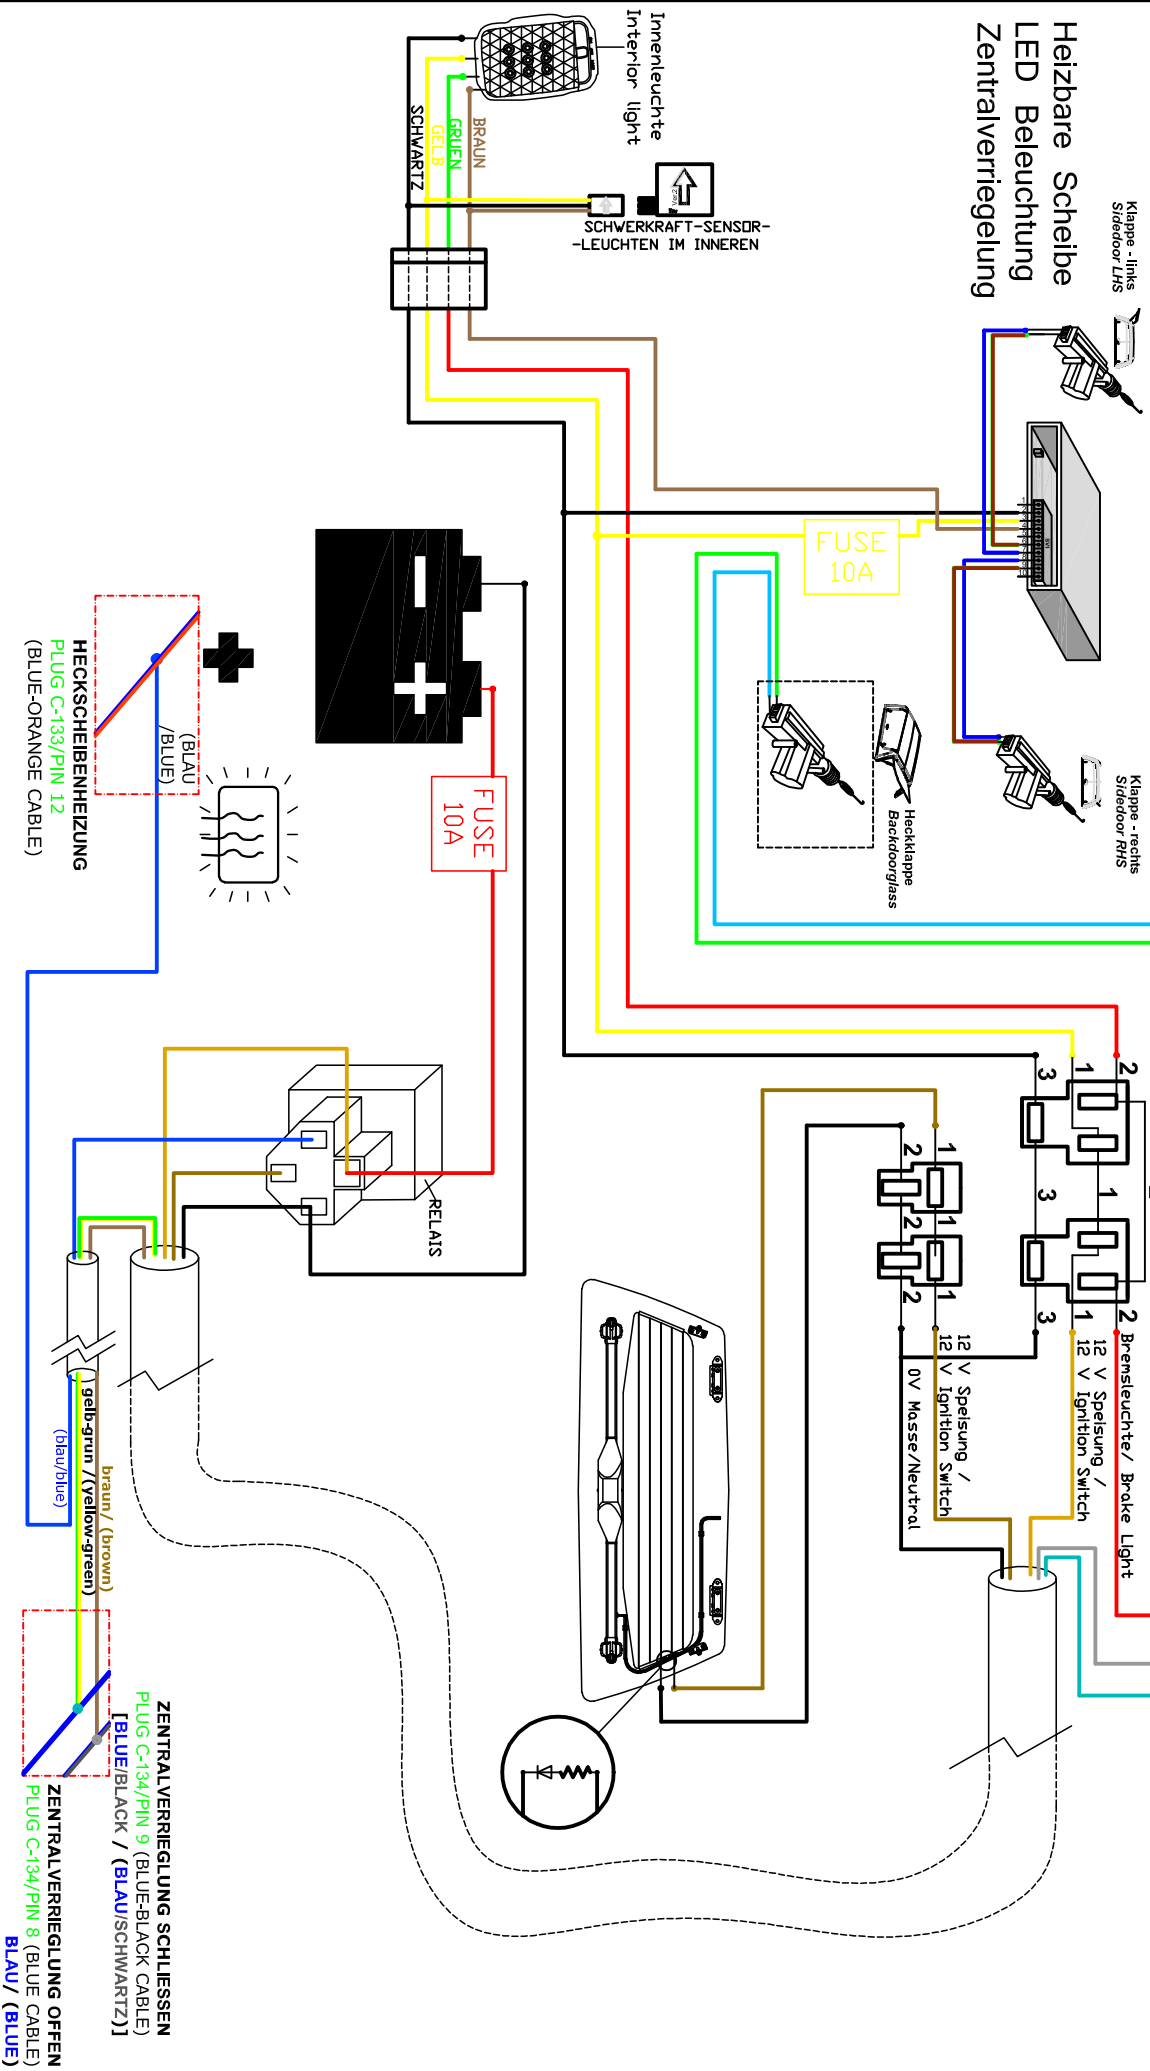 Heizbare Scheibe
LED Beleuchtung
Zentralverriegelung
Klappe - links
Sidedoor LHS
Innenleuchte
Interior light
BRAUN
GRUEN
GELB
SCHWARTZ
SCHWERKRAFT-SENSOR-
-LEUCHTEN IM INNEREN
FUSE
10A
Klappe - rechts
Sidedoor RHS
Heckklappe
Backdoorglass
FUSE
10A
(BLAU
/BLUE)
HECKSCHEIBENHEIZUNG
PLUG C-133/PIN 12
(BLUE-ORANGE CABLE)
RELAIS
2
1
3
1
3
2
1
3
1
2
1
2
1
2
Bremsleuchte/ Brake Light
12 V Speisung /
12 V Ignition Switch
12 V Speisung /
12 V Ignition Switch
0V Masse/Neutral
braun/ (brown)
gelb-grun /(yellow-green)
(blau/blue)
ZENTRALVERRIEGLUNG SCHLIESSEN
PLUG C-134/PIN 9 (BLUE-BLACK CABLE)
[BLUE/BLACK / (BLAU/SCHWARTZ)]
ZENTRALVERRIEGLUNG OFFEN
PLUG C-134/PIN 8 (BLUE CABLE)
BLAU/ (BLUE)